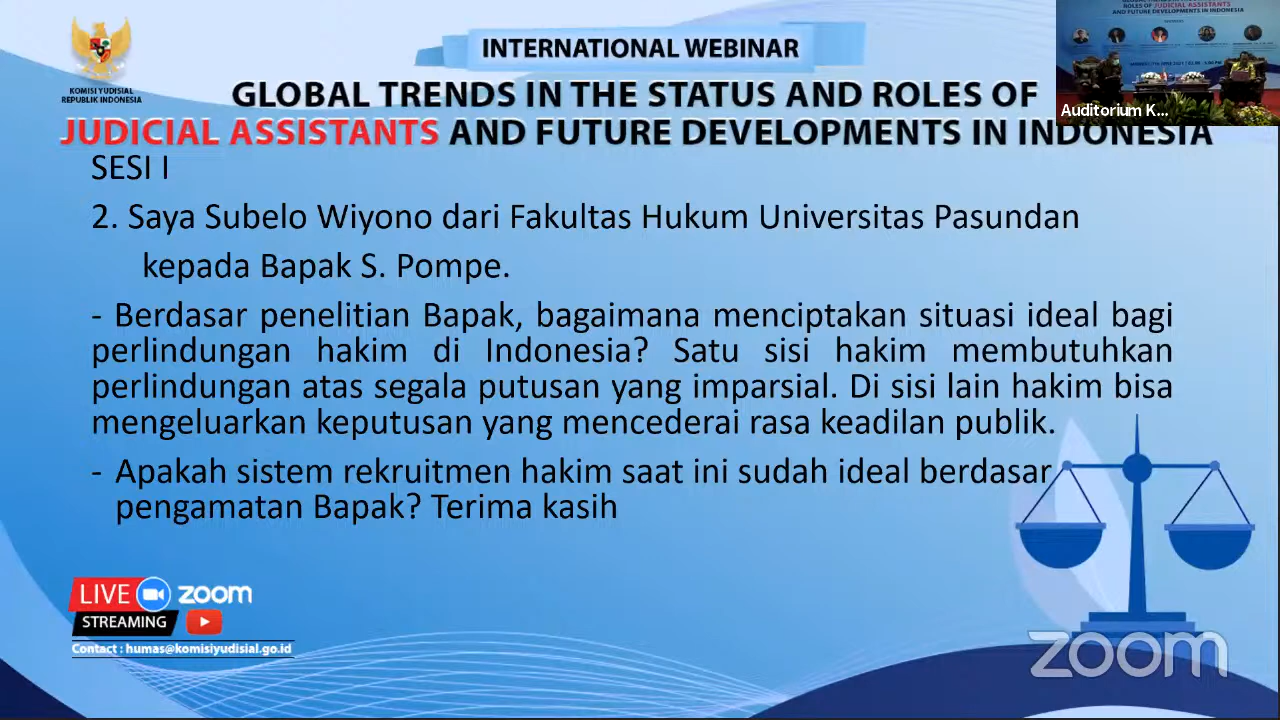 KOMISI YUDISIAL
REPUBLIK INDONESIA
INTERNATIONAL WEBINAR
GLOBAL TRENDS IN THE STATUS AND ROLES OF
JUDICIAL ASSISTANTS AND FUTURE DEVELOPMENTS IN INDONESIA
ROLES OF JUDICIAL ASSISTANTS
AND FUTURE DEVELOPMENTS IN INDONESIA
Auditorium K...
SESI I
2. Saya Subelo Wiyono dari Fakultas Hukum Universitas Pasundan
kepada Bapak S. Pompe.
- Berdasar penelitian Bapak, bagaimana menciptakan situasi ideal bagi
perlindungan hakim di Indonesia? Satu sisi hakim membutuhkan
perlindungan atas segala putusan yang imparsial. Di sisi lain hakim bisa
mengeluarkan keputusan yang mencederai rasa keadilan publik.
- Apakah sistem rekruitmen hakim saat ini sudah ideal berdasar
pengamatan Bapak? Terima kasih
LIVE zoom
STREAMING
Contact : humas@komisiyudisial.go.id
zoom